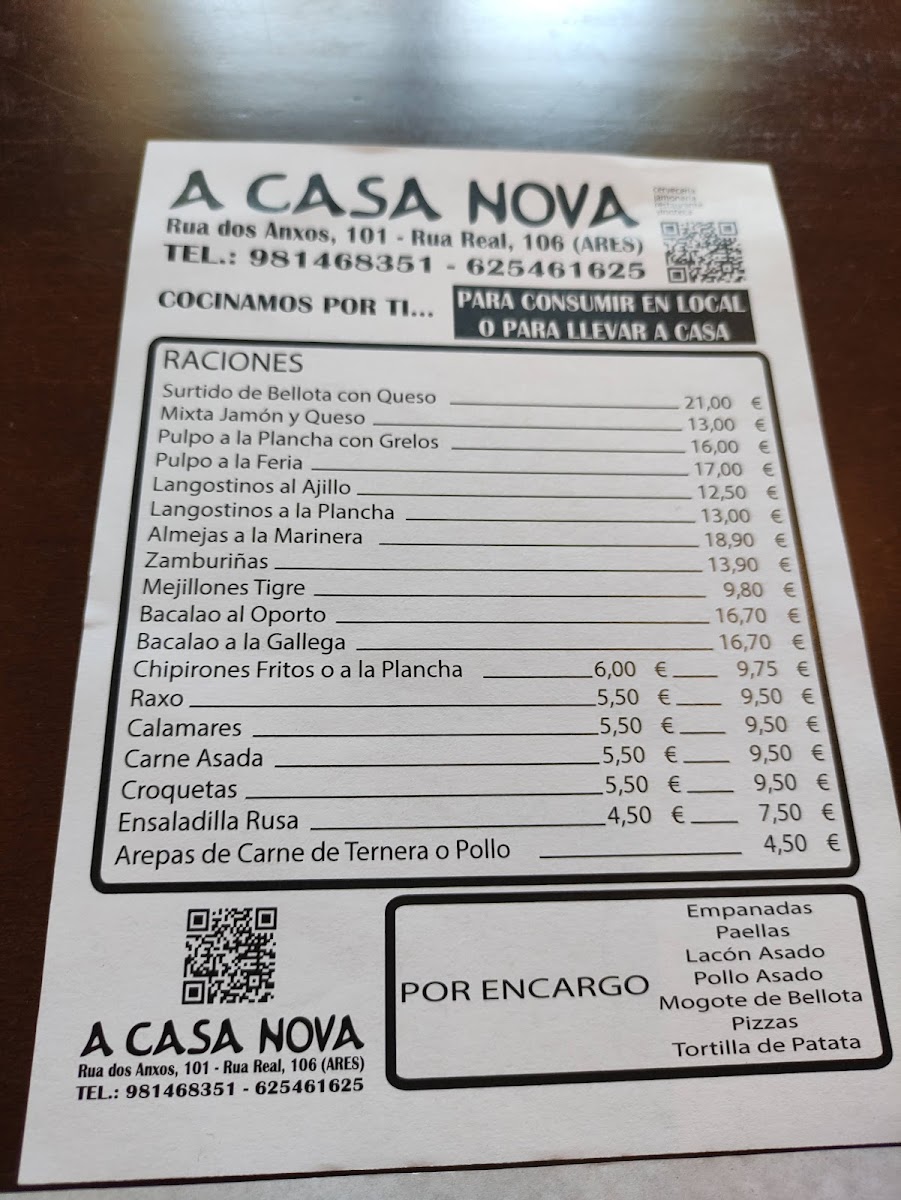 A CASA NOVA
cervecería
jamonería
restaurante
vinoteca
Rua dos Anxos, 101 - Rua Real, 106 (ARES)
TEL.: 981468351 - 625461625
COCINAMOS POR TI...
PARA CONSUMIR EN LOCAL
O PARA LLEVAR A CASA
RACIONES
Surtido de Bellota con Queso 21,00 €
Mixta Jamón y Queso 13,00 €
Pulpo a la Plancha con Grelos 16,00 €
Pulpo a la Feria 17,00 €
Langostinos al Ajillo 12,50 €
Langostinos a la Plancha 13,00 €
Almejas a la Marinera 18,90 €
Zamburiñas 13,90 €
Mejillones Tigre 9,80 €
Bacalao al Oporto 16,70 €
Bacalao a la Gallega 16,70 €
Chipirones Fritos o a la Plancha 6,00 € 9,75 €
Raxo 5,50 € 9,50 €
Calamares 5,50 € 9,50 €
Carne Asada 5,50 € 9,50 €
Croquetas 5,50 € 9,50 €
Ensaladilla Rusa 4,50 € 7,50 €
Arepas de Carne de Ternera o Pollo 4,50 €
A CASA NOVA
Rua dos Anxos, 101 - Rua Real, 106 (ARES)
TEL.: 981468351 - 625461625
POR ENCARGO
Empanadas
Paellas
Lacón Asado
Pollo Asado
Mogote de Bellota
Pizzas
Tortilla de Patata